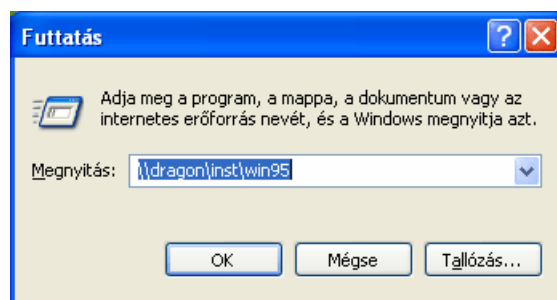 Futtatás
Adja meg a program, a mappa, a dokumentum vagy az
internetes erőforrás nevét, és a Windows megnyitja azt.
Megnyitás: \\dragon\inst\win95
OK Mégse Tallózás...